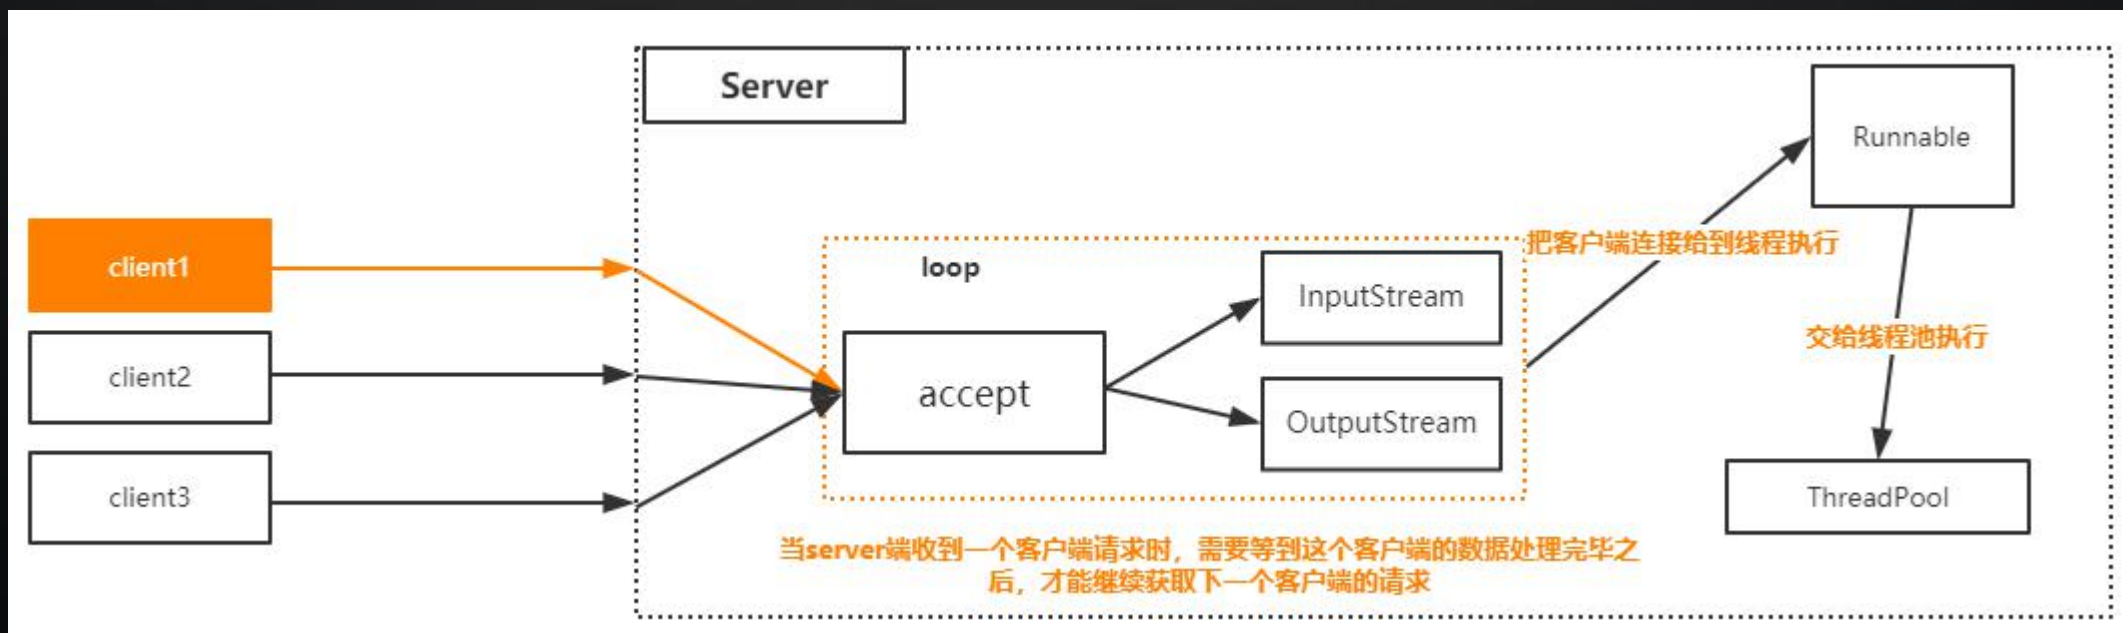 Server
Runnable
client1
loop
把客户端连接给到线程执行
InputStream
交给线程池执行
client2
accept
OutputStream
client3
ThreadPool
当server端收到一个客户端请求时，需要等到这个客户端的数据处理完毕之
后，才能继续获取下一个客户端的请求